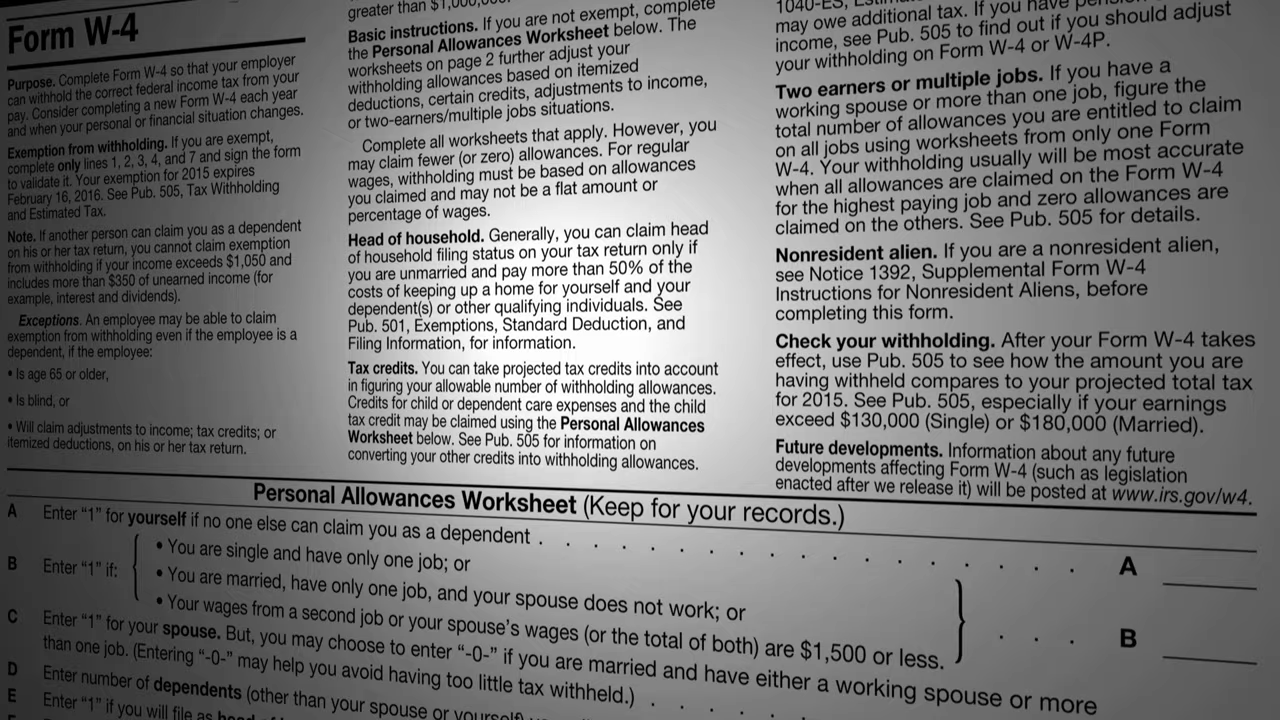 Form W-4
Purpose. Complete Form W-4 so that your employer
can withhold the correct federal income tax from your
pay. Consider completing a new Form W-4 each year
and when your personal or financial situation changes.
Exemption from withholding. If you are exempt,
complete only lines 1, 2, 3, 4, and 7 and sign the form
to validate it. Your exemption for 2015 expires
February 16, 2016. See Pub. 505, Tax Withholding
and Estimated Tax.
Note. If another person can claim you as a dependent
on his or her tax return, you cannot claim exemption
from withholding if your income exceeds $1,050 and
includes more than $350 of unearned income (for
example, interest and dividends).
Exceptions. An employee may be able to claim
exemption from withholding even if the employee is a
dependent, if the employee:
• Is age 65 or older,
• Is blind, or
• Will claim adjustments to income; tax credits; or
itemized deductions, on his or her tax return.
greater than $1,000,000
Basic instructions. If you are not exempt, complete
the Personal Allowances Worksheet below. The
worksheets on page 2 further adjust your
withholding allowances based on itemized
deductions, certain credits, adjustments to income,
or two-earners/multiple jobs situations.
Complete all worksheets that apply. However, you
may claim fewer (or zero) allowances. For regular
wages, withholding must be based on allowances
you claimed and may not be a flat amount or
percentage of wages.
Head of household. Generally, you can claim head
of household filing status on your tax return only if
you are unmarried and pay more than 50% of the
costs of keeping up a home for yourself and your
dependent(s) or other qualifying individuals. See
Pub. 501, Exemptions, Standard Deduction, and
Filing Information, for information.
Tax credits. You can take projected tax credits into account
in figuring your allowable number of withholding allowances.
Credits for child or dependent care expenses and the child
tax credit may be claimed using the Personal Allowances
Worksheet below. See Pub. 505 for information on
converting your other credits into withholding allowances.
1040-ES,
may owe additional tax. If you have pension
income, see Pub. 505 to find out if you should adjust
your withholding on Form W-4 or W-4P.
Two earners or multiple jobs. If you have a
working spouse or more than one job, figure the
total number of allowances you are entitled to claim
on all jobs using worksheets from only one Form
W-4. Your withholding usually will be most accurate
when all allowances are claimed on the Form W-4
for the highest paying job and zero allowances are
claimed on the others. See Pub. 505 for details.
Nonresident alien. If you are a nonresident alien,
see Notice 1392, Supplemental Form W-4
Instructions for Nonresident Aliens, before
completing this form.
Check your withholding. After your Form W-4 takes
effect, use Pub. 505 to see how the amount you are
having withheld compares to your projected total tax
for 2015. See Pub. 505, especially if your earnings
exceed $130,000 (Single) or $180,000 (Married).
Future developments. Information about any future
developments affecting Form W-4 (such as legislation
enacted after we release it) will be posted at www.irs.gov/w4.
Personal Allowances Worksheet (Keep for your records.)
A Enter “1” for yourself if no one else can claim you as a dependent . . . . . . . . . . . . . . A
• You are single and have only one job; or
B Enter “1” if: • You are married, have only one job, and your spouse does not work; or . . . B
• Your wages from a second job or your spouse’s wages (or the total of both) are $1,500 or less.
C Enter “1” for your spouse. But, you may choose to enter “-0-” if you are married and have either a working spouse or more
than one job. (Entering “-0-” may help you avoid having too little tax withheld.) . . . . .
D Enter number of dependents (other than your spouse or yourself)
E Enter “1” if you will file as